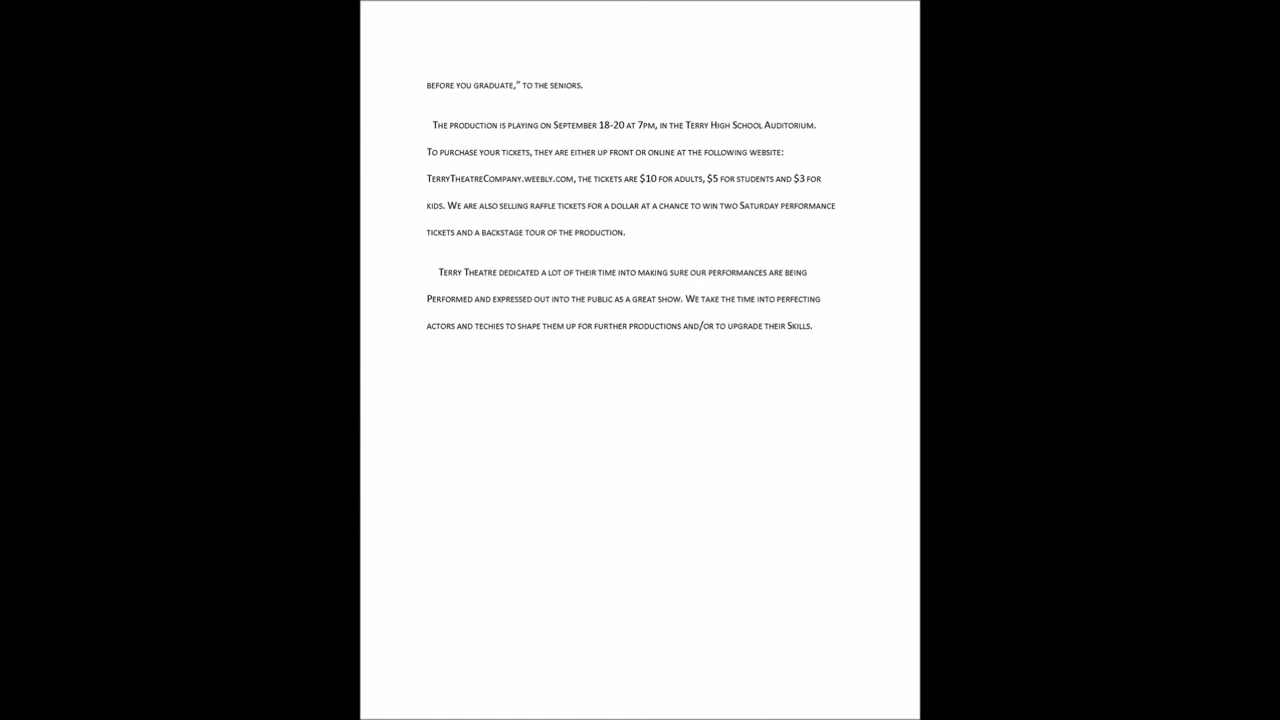 BEFORE YOU GRADUATE,” TO THE SENIORS.
THE PRODUCTION IS PLAYING ON SEPTEMBER 18-20 AT 7PM, IN THE TERRY HIGH SCHOOL AUDITORIUM.
TO PURCHASE YOUR TICKETS, THEY ARE EITHER UP FRONT OR ONLINE AT THE FOLLOWING WEBSITE:
TERRYTHEATRECOMPANY.WEEBLY.COM, THE TICKETS ARE $10 FOR ADULTS, $5 FOR STUDENTS AND $3 FOR
KIDS. WE ARE ALSO SELLING RAFFLE TICKETS FOR A DOLLAR AT A CHANCE TO WIN TWO SATURDAY PERFORMANCE
TICKETS AND A BACKSTAGE TOUR OF THE PRODUCTION.
TERRY THEATRE DEDICATED A LOT OF THEIR TIME INTO MAKING SURE OUR PERFORMANCES ARE BEING
PERFORMED AND EXPRESSED OUT INTO THE PUBLIC AS A GREAT SHOW. WE TAKE THE TIME INTO PERFECTING
ACTORS AND TECHIES TO SHAPE THEM UP FOR FURTHER PRODUCTIONS AND/OR TO UPGRADE THEIR SKILLS.